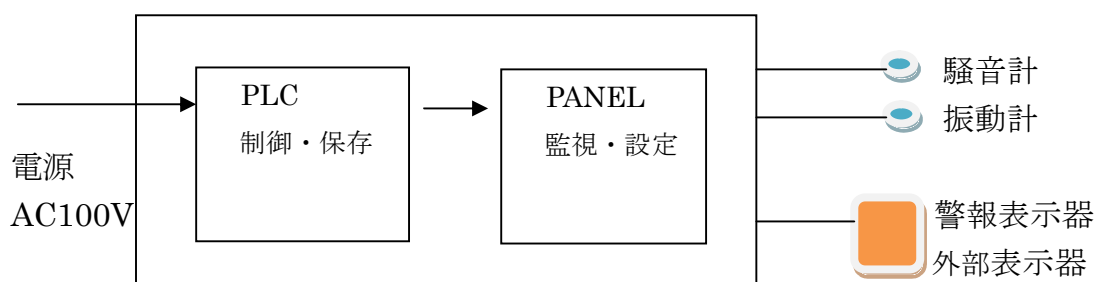 電源
AC100V
PLC
制御・保存
PANEL
監視・設定
騒音計
振動計
警報表示器
外部表示器